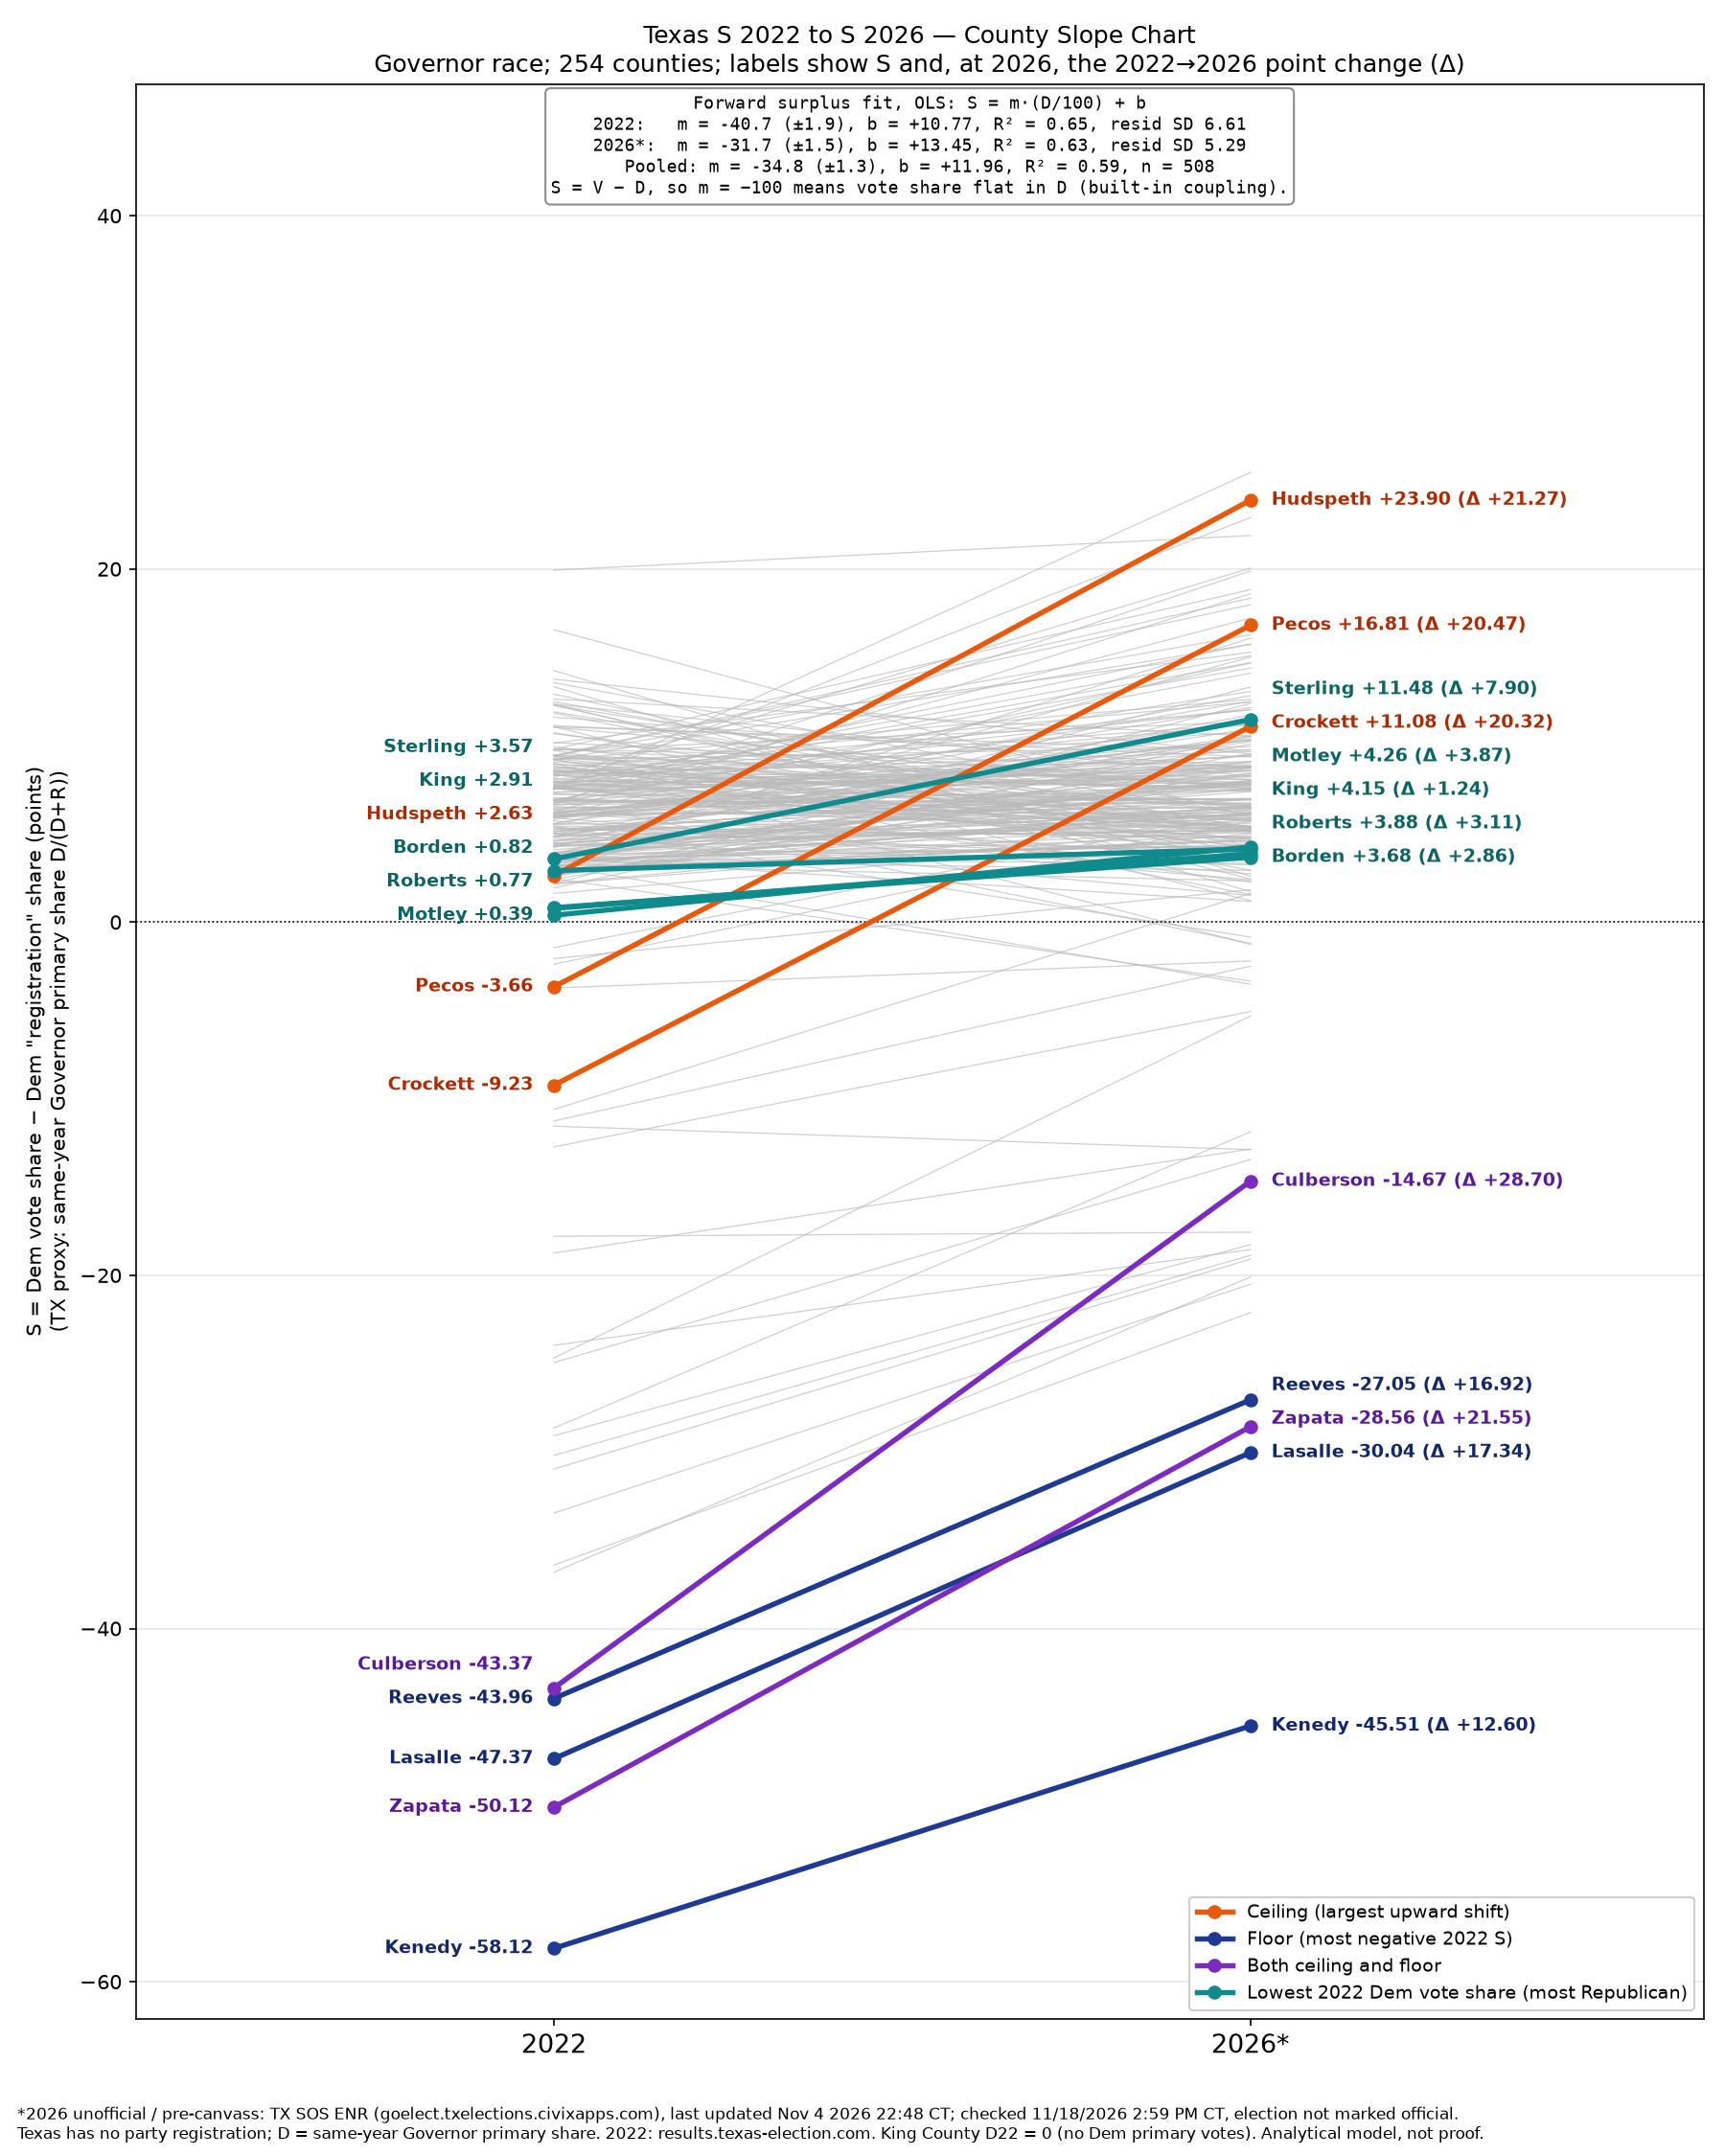 Texas S 2022 to S 2026 — County Slope Chart
Governor race; 254 counties; labels show S and, at 2026, the 2022→2026 point change (Δ)
Forward surplus fit, OLS: S = m·(D/100) + b
2022:   m = -40.7 (±1.9), b = +10.77, R² = 0.65, resid SD 6.61
2026*:  m = -31.7 (±1.5), b = +13.45, R² = 0.63, resid SD 5.29
Pooled: m = -34.8 (±1.3), b = +11.96, R² = 0.59, n = 508
S = V − D, so m = −100 means vote share flat in D (built-in coupling).
S = Dem vote share − Dem "registration" share (points)
(TX proxy: same-year Governor primary share D/(D+R))
40
20
0
−20
−40
−60
Sterling +3.57
King +2.91
Hudspeth +2.63
Borden +0.82
Roberts +0.77
Motley +0.39
Pecos -3.66
Crockett -9.23
Culberson -43.37
Reeves -43.96
Lasalle -47.37
Zapata -50.12
Kenedy -58.12
Hudspeth +23.90 (Δ +21.27)
Pecos +16.81 (Δ +20.47)
Sterling +11.48 (Δ +7.90)
Crockett +11.08 (Δ +20.32)
Motley +4.26 (Δ +3.87)
King +4.15 (Δ +1.24)
Roberts +3.88 (Δ +3.11)
Borden +3.68 (Δ +2.86)
Culberson -14.67 (Δ +28.70)
Reeves -27.05 (Δ +16.92)
Zapata -28.56 (Δ +21.55)
Lasalle -30.04 (Δ +17.34)
Kenedy -45.51 (Δ +12.60)
Ceiling (largest upward shift)
Floor (most negative 2022 S)
Both ceiling and floor
Lowest 2022 Dem vote share (most Republican)
2022
2026*
*2026 unofficial / pre-canvass: TX SOS ENR (goelect.txelections.civixapps.com), last updated Nov 4 2026 22:48 CT; checked 11/18/2026 2:59 PM CT, election not marked official.
Texas has no party registration; D = same-year Governor primary share. 2022: results.texas-election.com. King County D22 = 0 (no Dem primary votes). Analytical model, not proof.